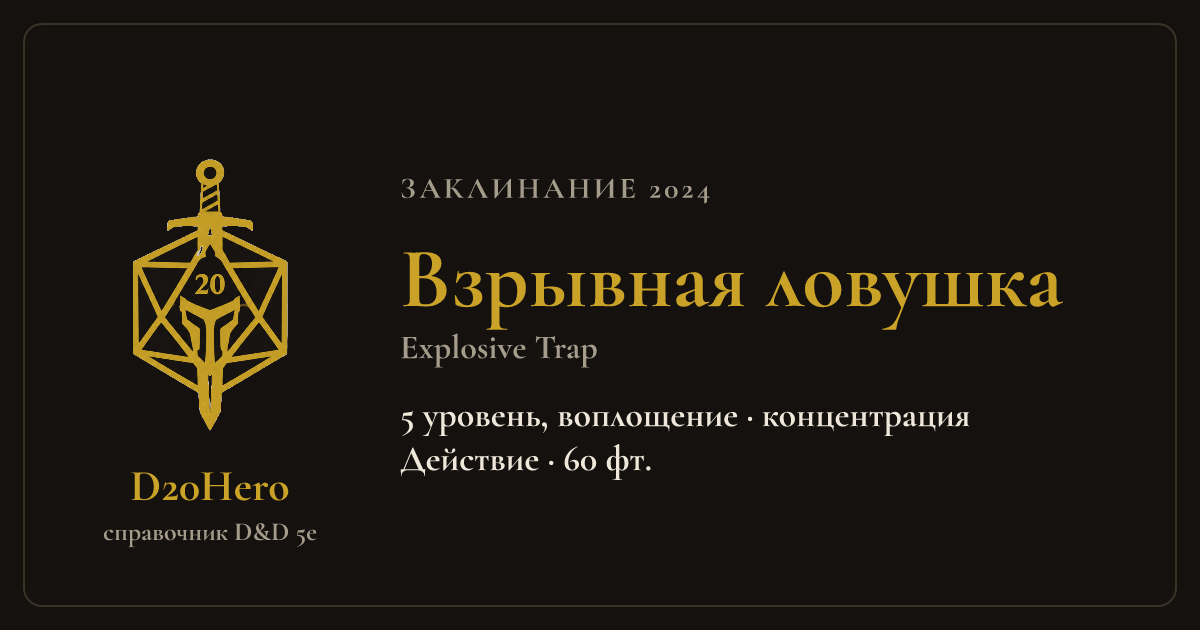 ЗАКЛИНАНИЕ 2024
Взрывная ловушка
Explosive Trap
5 уровень, воплощение · концентрация
Действие · 60 фт.
20
D20Hero
справочник D&D 5e